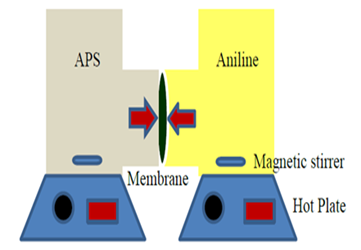 APS
Aniline
Magnetic stirrer
Membrane
Hot Plate